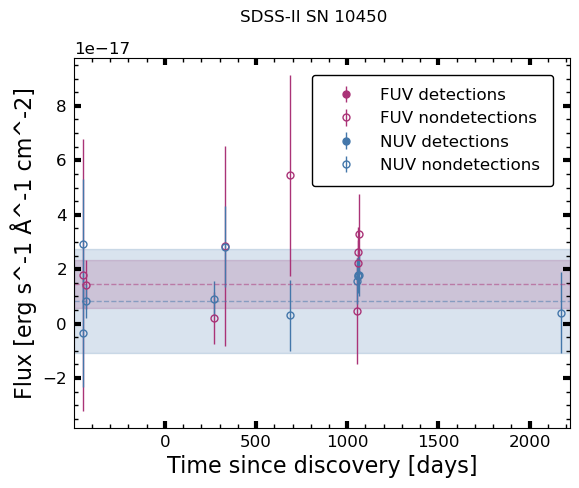 SDSS-II SN 10450
1e−17
FUV detections
FUV nondetections
NUV detections
NUV nondetections
8
6
4
2
0
−2
Flux [erg s^-1 Å^-1 cm^-2]
0 500 1000 1500 2000
Time since discovery [days]